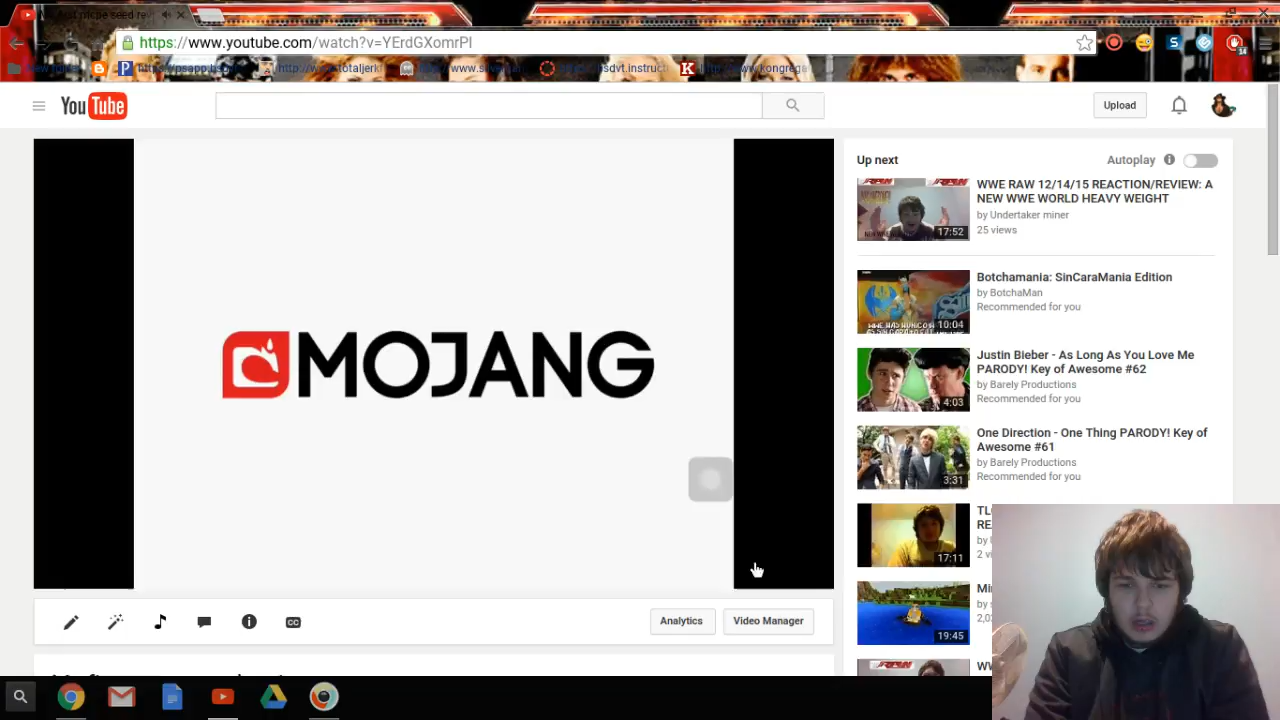 https://www.youtube.com/watch?v=YErdGXomrPI
You Tube
Upload
MOJANG
Analytics
Video Manager
Up next
Autoplay
WWE RAW 12/14/15 REACTION/REVIEW: A
NEW WWE WORLD HEAVY WEIGHT
by Undertaker miner
25 views
17:52
Botchamania: SinCaraMania Edition
by BotchaMan
Recommended for you
10:04
Justin Bieber - As Long As You Love Me
PARODY! Key of Awesome #62
by Barely Productions
Recommended for you
4:03
One Direction - One Thing PARODY! Key of
Awesome #61
by Barely Productions
Recommended for you
3:31
17:11
19:45